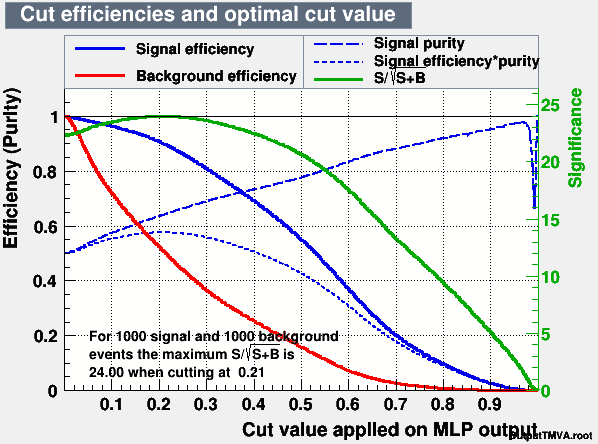 Cut efficiencies and optimal cut value
Signal efficiency
Background efficiency
Signal purity
Signal efficiency*purity
S/√S+B
Efficiency (Purity)
1
0.8
0.6
0.4
0.2
0
0.1 0.2 0.3 0.4 0.5 0.6 0.7 0.8 0.9
Cut value applied on MLP output
25
20
15
10
5
0
Significance
For 1000 signal and 1000 background
events the maximum S/√S+B is
24.00 when cutting at 0.21